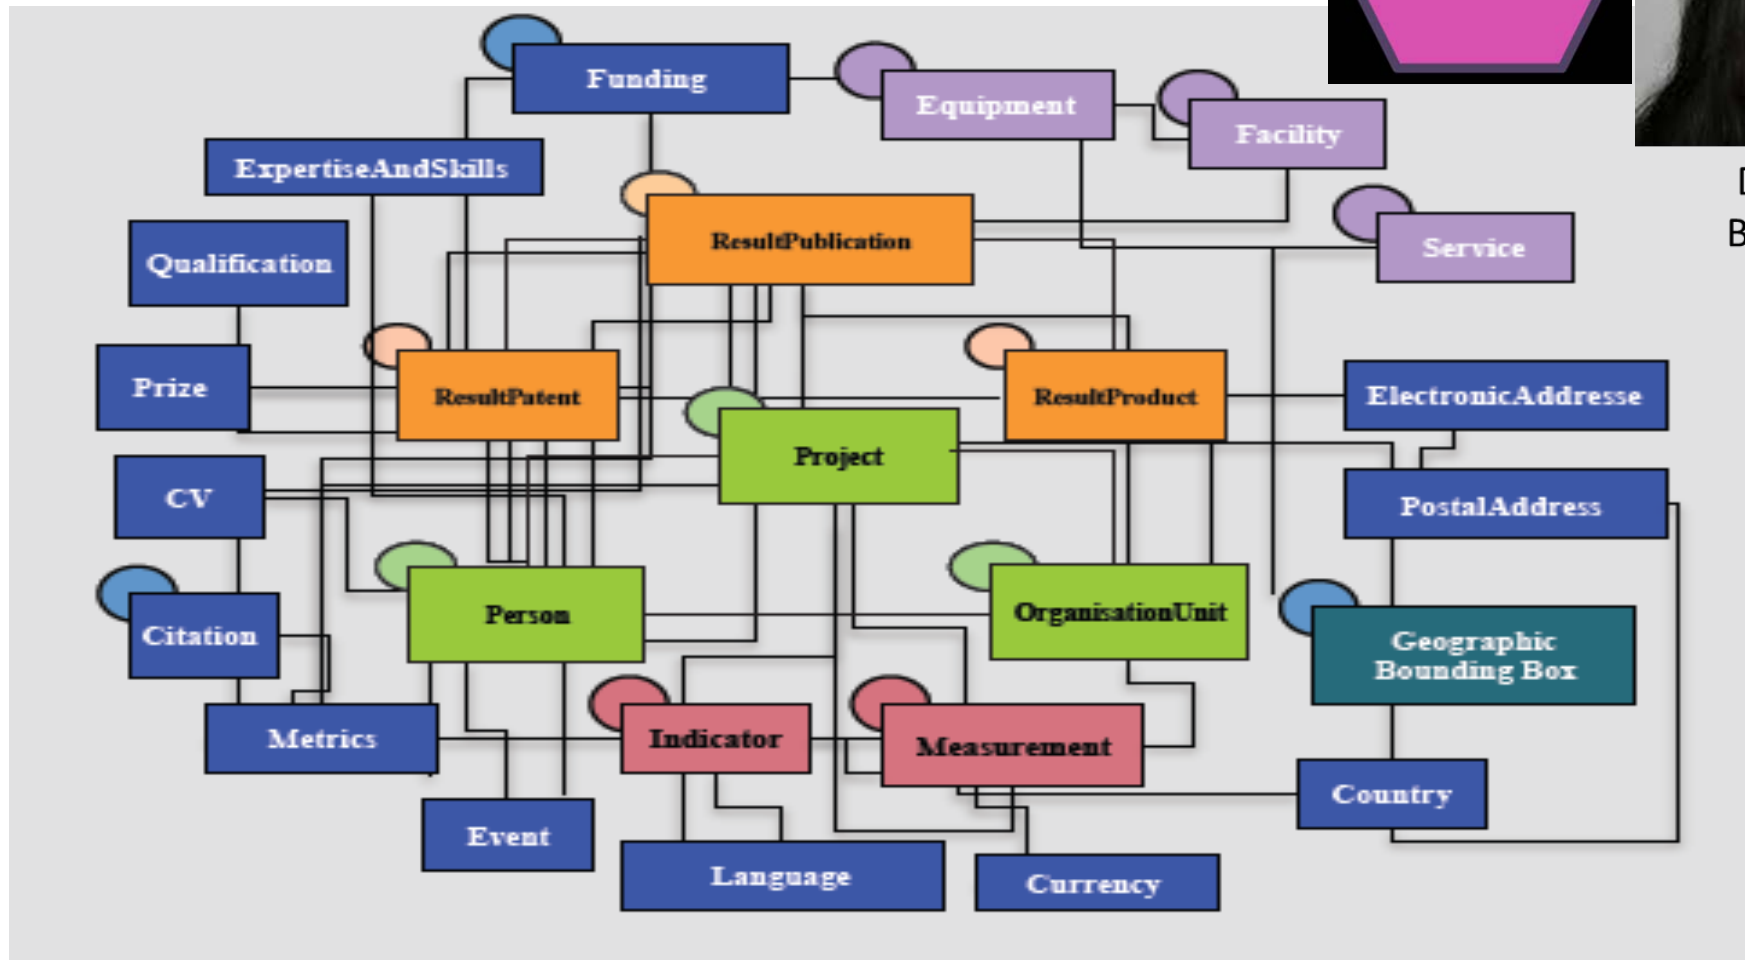 Funding
Equipment
Facility
ExpertiseAndSkills
D
B
ResultPublication
Service
Qualification
Prize
ResultPatent
ResultProduct
ElectronicAddresse
Project
CV
PostalAddress
Person
OrganisationUnit
Citation
Geographic
Bounding Box
Metrics
Indicator
Measurement
Country
Event
Language
Currency